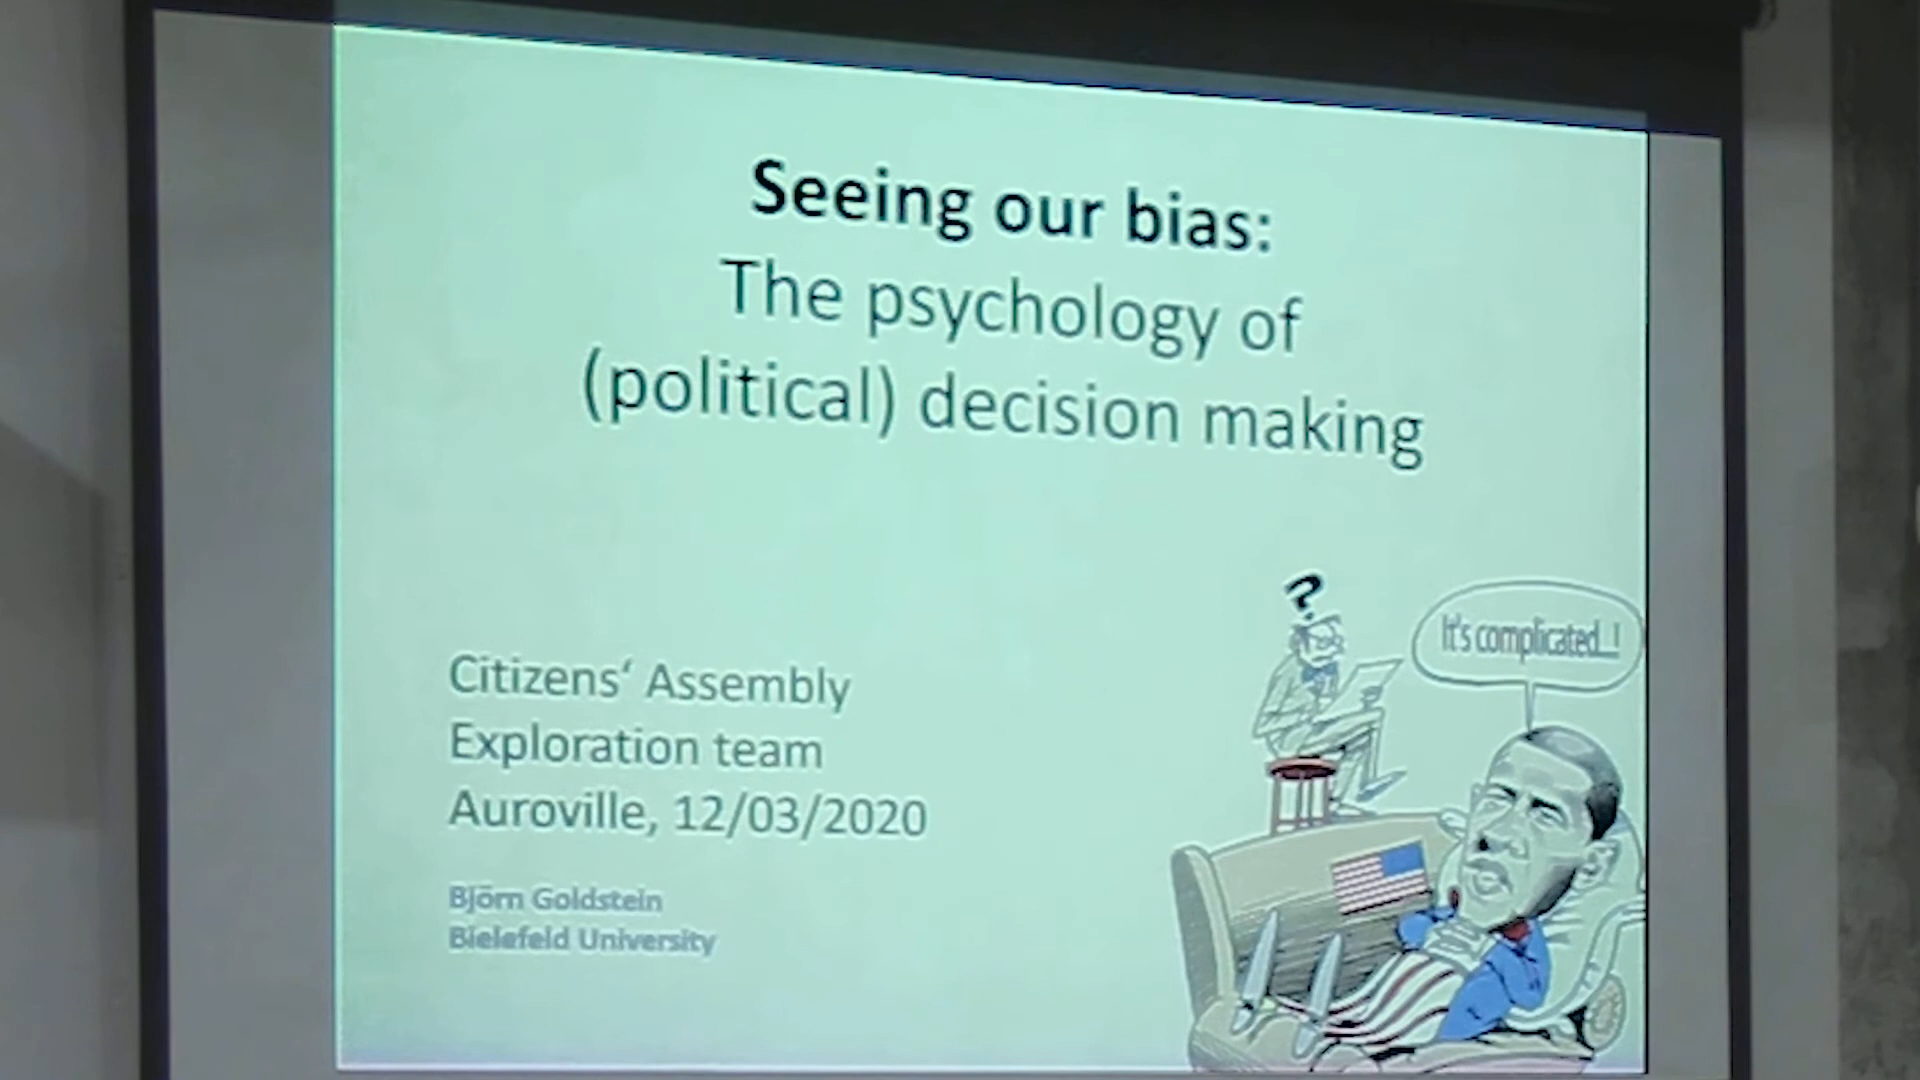 Seeing our bias:
The psychology of
(political) decision making
?
It's complicated...!
Citizens‘ Assembly
Exploration team
Auroville, 12/03/2020
Björn Goldstein
Bielefeld University